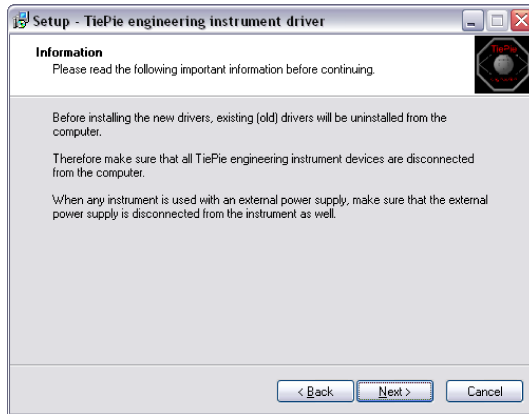 Setup - TiePie engineering instrument driver
Information
Please read the following important information before continuing.
TiePie
Before installing the new drivers, existing (old) drivers will be uninstalled from the
computer.
Therefore make sure that all TiePie engineering instrument devices are disconnected
from the computer.
When any instrument is used with an external power supply, make sure that the external
power supply is disconnected from the instrument as well.
< Back
Next >
Cancel